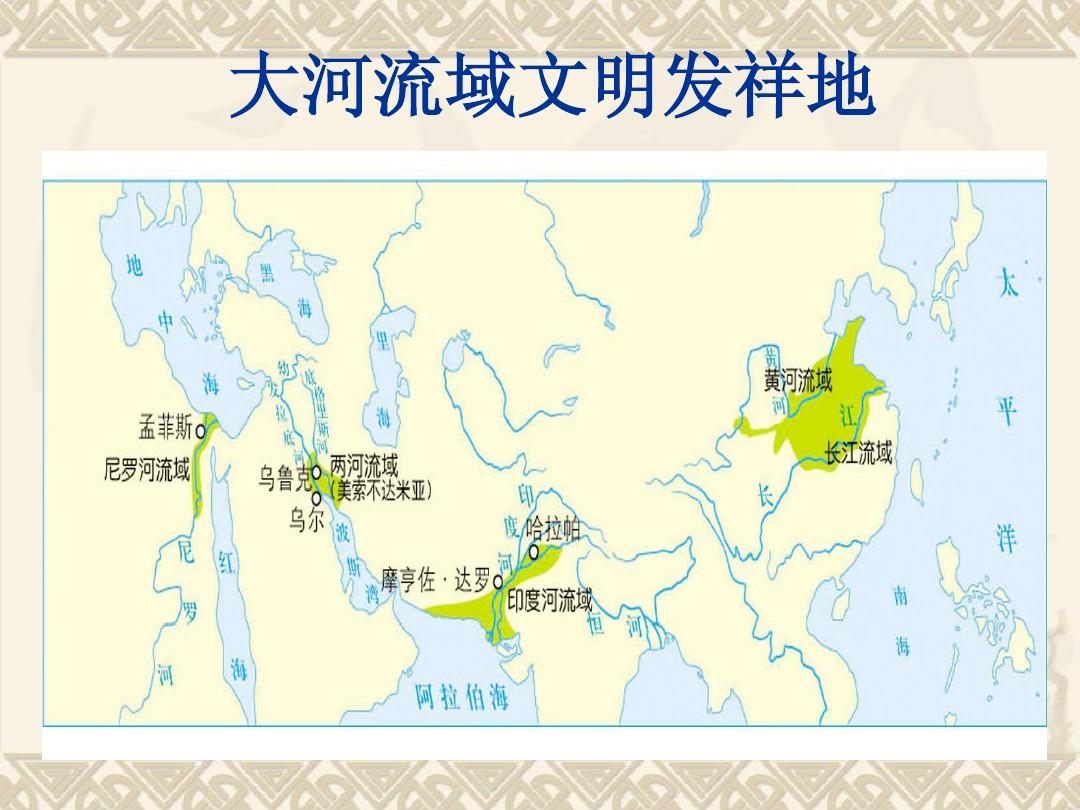 大河流域文明发祥地
地中海
黑海
里海
太平洋
幼发拉底河
底格里斯河
黄河
黄河流域
孟菲斯
尼罗河流域
江
长江流域
乌鲁克
两河流域
(美索不达米亚)
乌尔
长
印度河
哈拉帕
波斯湾
尼罗河
红海
摩亨佐·达罗
印度河流域
恒河
南海
阿拉伯海